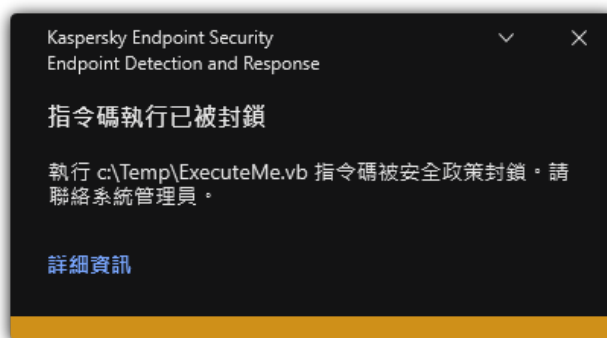 Kaspersky Endpoint Security
Endpoint Detection and Response
指令碼執行已被封鎖
執行 c:\Temp\ExecuteMe.vb 指令碼被安全政策封鎖。請
聯絡系統管理員。
詳細資訊